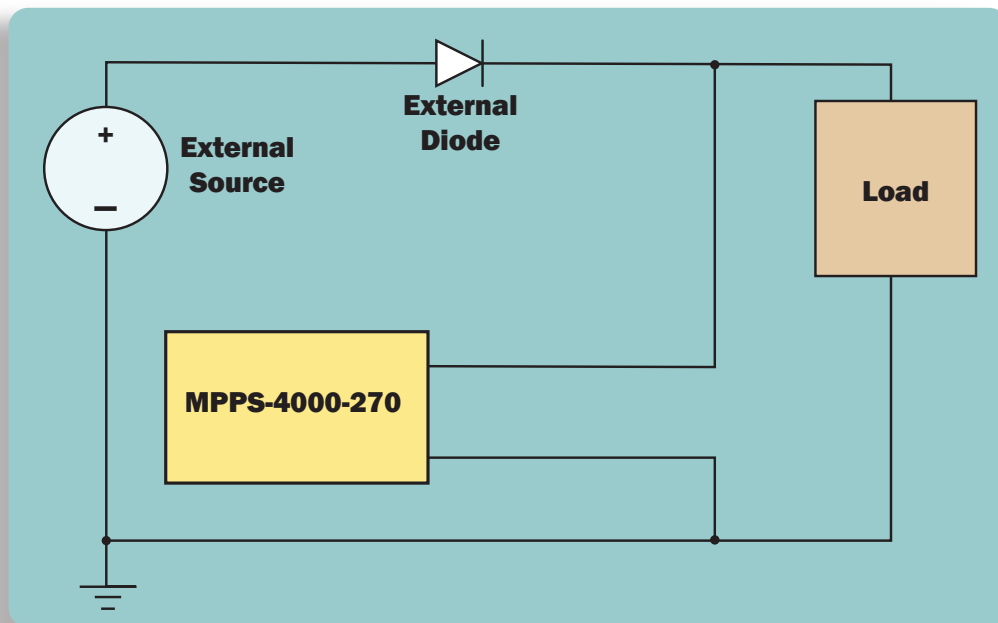 External
Diode
+
External
Source
–
Load
MPPS-4000-270